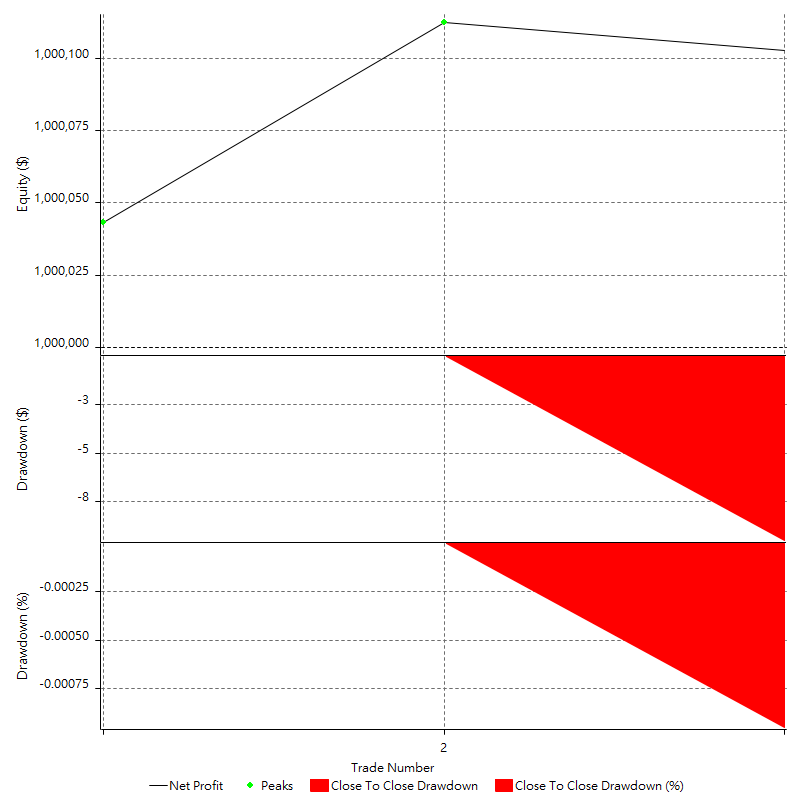 1,000,100
1,000,075
1,000,050
1,000,025
1,000,000
Equity ($)
-3
-5
-8
Drawdown ($)
-0.00025
-0.00050
-0.00075
Drawdown (%)
2
Trade Number
Net Profit Peaks Close To Close Drawdown Close To Close Drawdown (%)